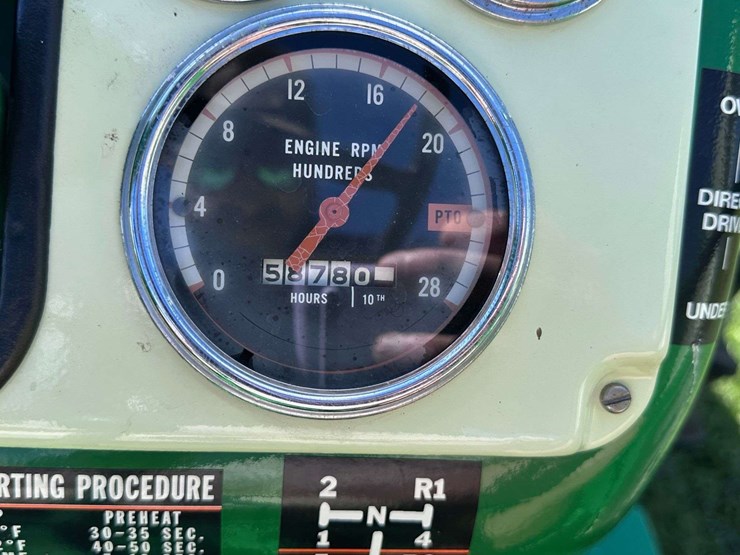 12 16
8 20
ENGINE RPM
HUNDREDS
4 PTO
58780
0 28
HOURS 10TH
DIRE
DRIV
UNDE
RTING PROCEDURE
PREHEAT
°F 30-35 SEC.
°F 40-50 SEC.
2 R1
N
1 4